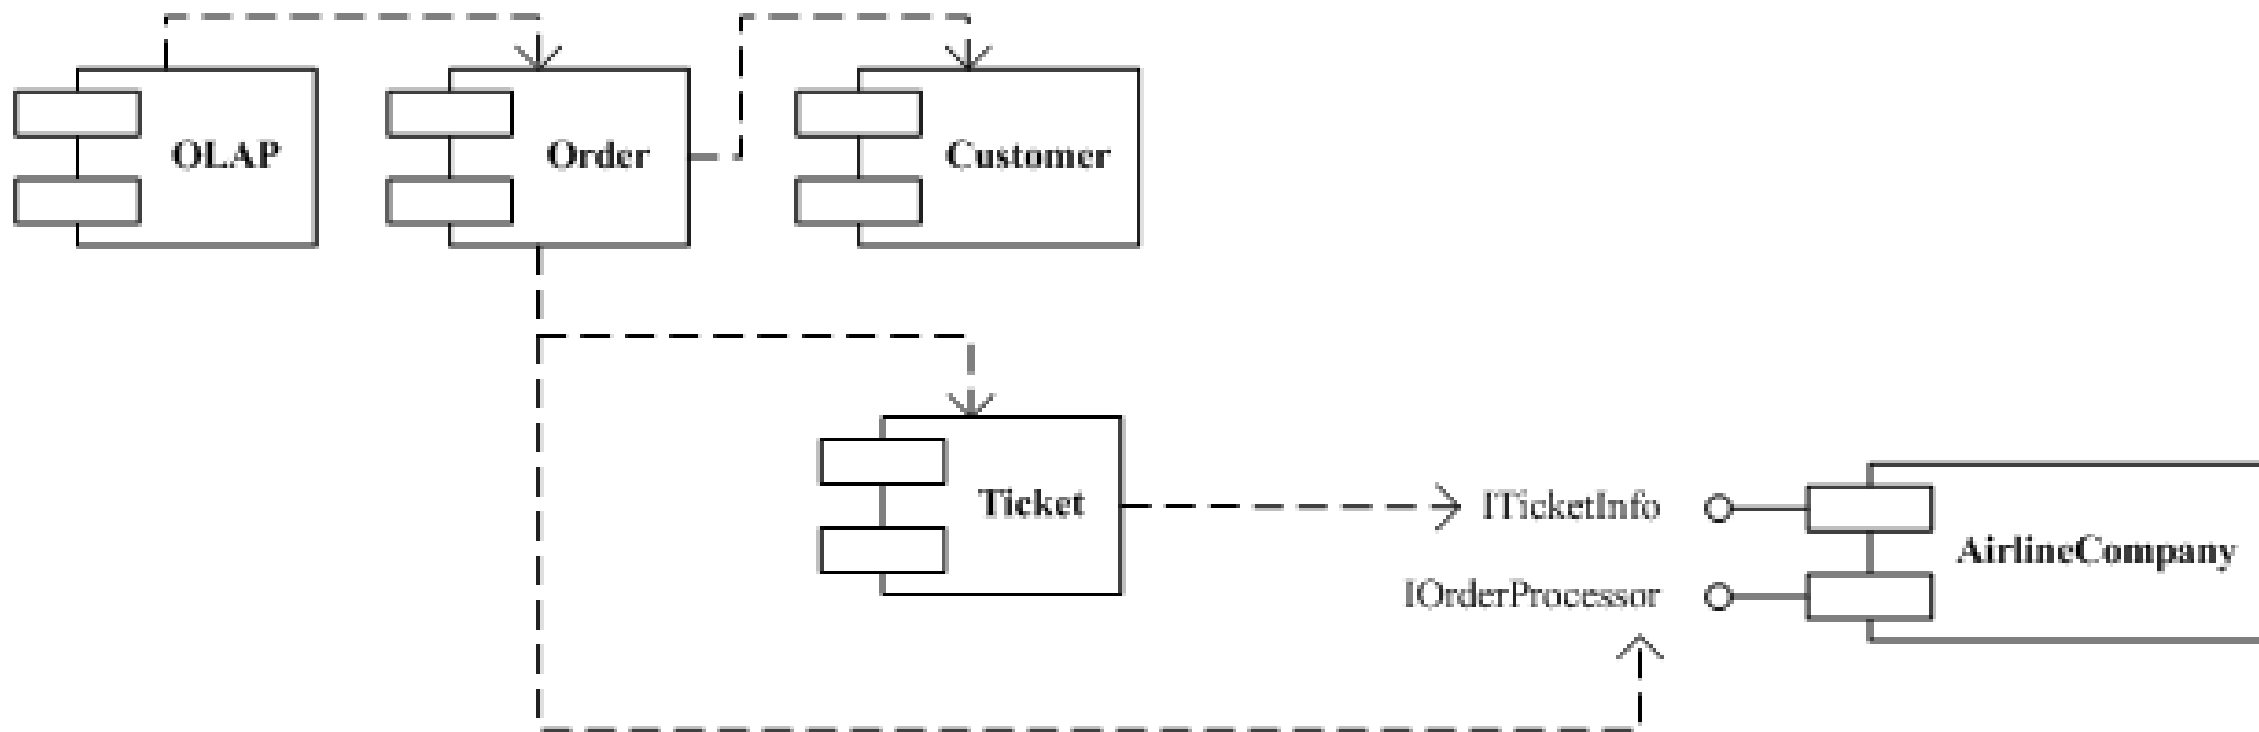 OLAP
Order
Customer
Ticket
ITicketInfo
AirlineCompany
IOrderProcessor